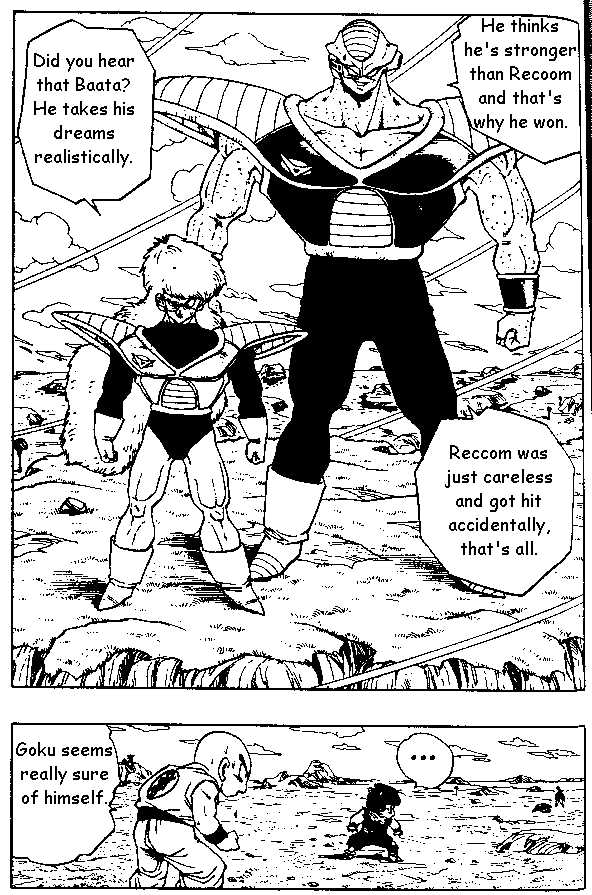 Did you hear
that Baata?
He takes his
dreams
realistically.
He thinks
he's stronger
than Recoom
and that's
why he won.
Reccom was
just careless
and got hit
accidentally,
that's all.
Goku seems
really sure
of himself.
...